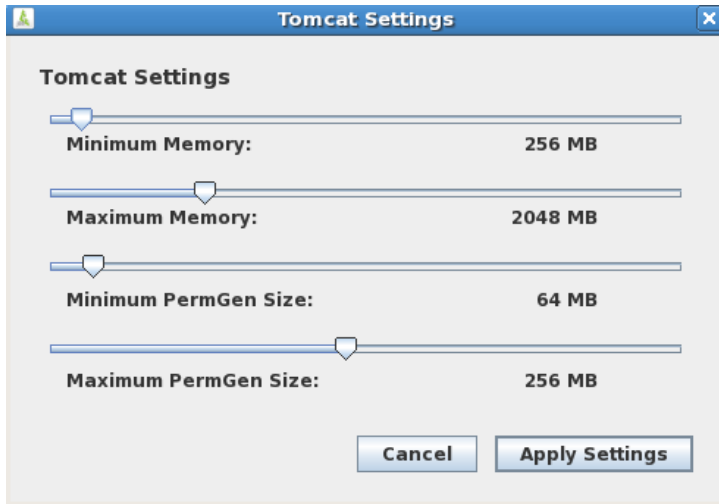 Tomcat Settings
Tomcat Settings
Minimum Memory: 256 MB
Maximum Memory: 2048 MB
Minimum PermGen Size: 64 MB
Maximum PermGen Size: 256 MB
Cancel Apply Settings